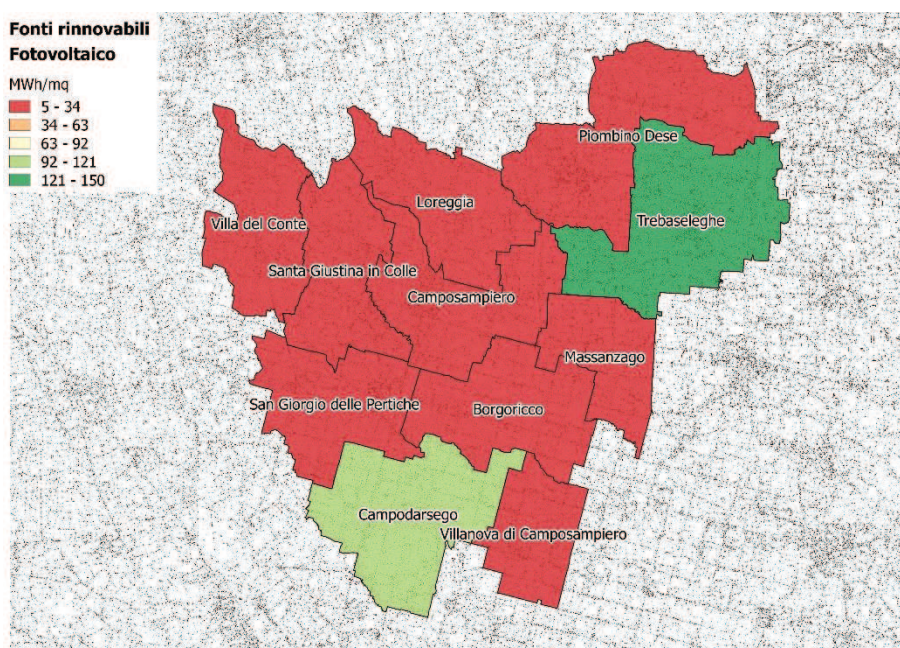 Fonti rinnovabili
Fotovoltaico
MWh/mq
5 - 34
34 - 63
63 - 92
92 - 121
121 - 150
Piombino Dese
Loreggia
Trebaseleghe
Villa del Conte
Santa Giustina in Colle
Camposampiero
Massanzago
San Giorgio delle Pertiche
Borgoricco
Campodarsego
Villanova di Camposampiero